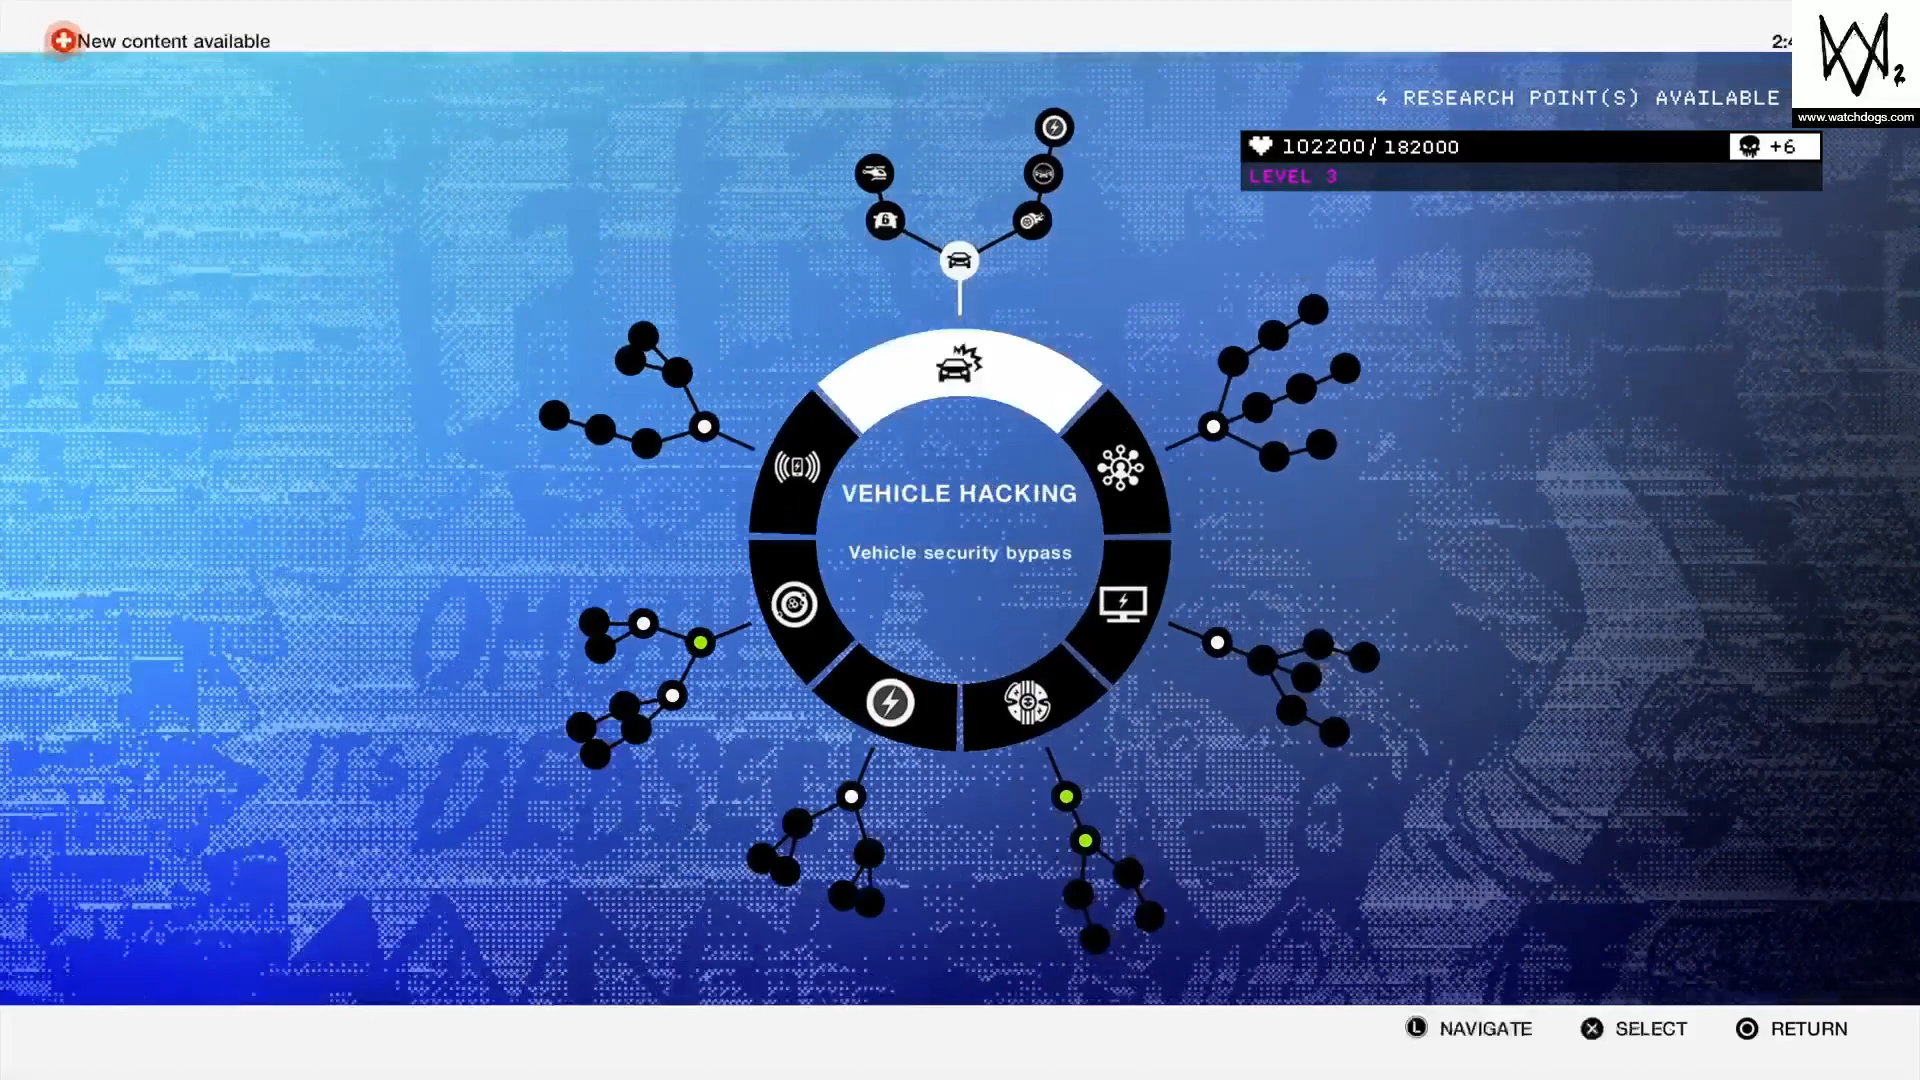 New content available
2:4
4 RESEARCH POINT(S) AVAILABLE
www.watchdogs.com
102200/182000
+6
LEVEL 3
6
VEHICLE HACKING
Vehicle security bypass
L NAVIGATE
SELECT
RETURN